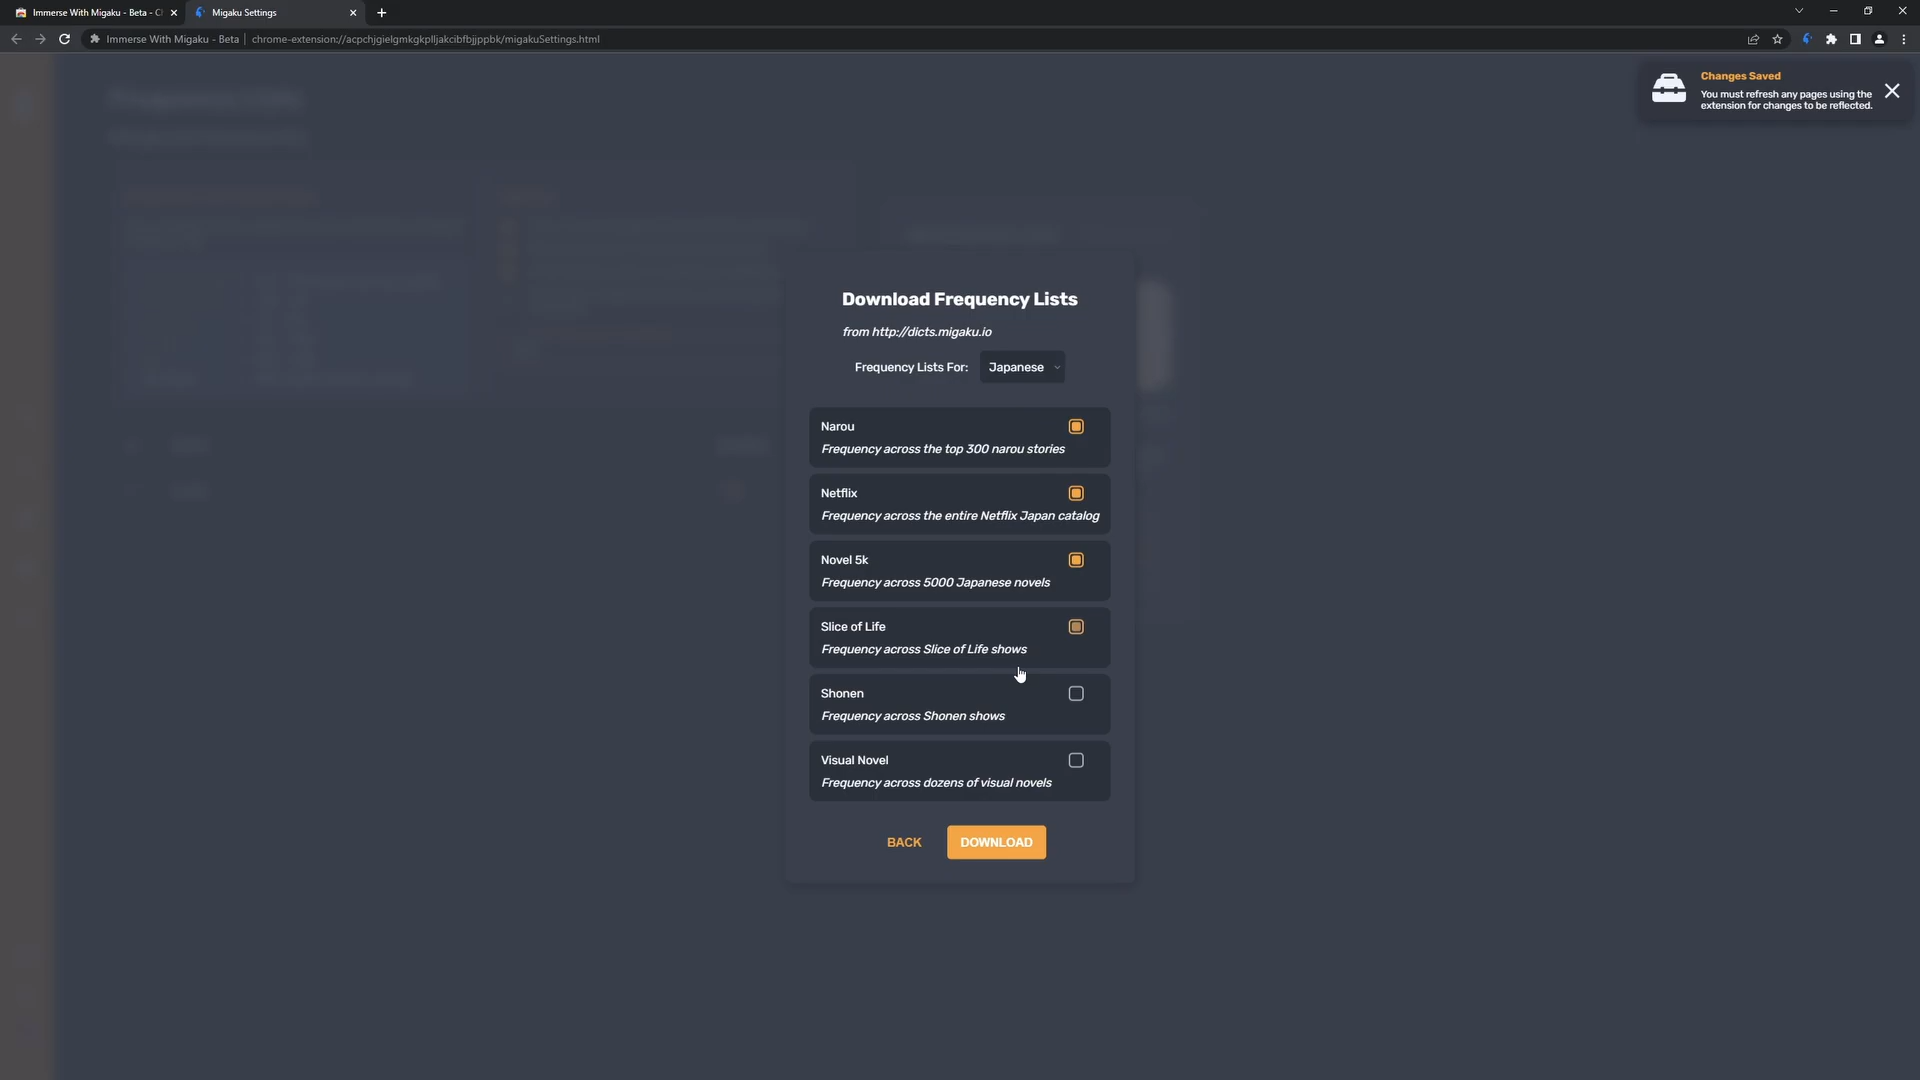 Immerse With Migaku - Beta - C
Migaku Settings
Immerse With Migaku - Beta | chrome-extension://acpchjgielgmkgkplljakcibfbjjppbk/migakuSettings.html
Changes Saved
You must refresh any pages using the
extension for changes to be reflected.
Download Frequency Lists
from http://dicts.migaku.io
Frequency Lists For: Japanese
Narou
Frequency across the top 300 narou stories
Netflix
Frequency across the entire Netflix Japan catalog
Novel 5k
Frequency across 5000 Japanese novels
Slice of Life
Frequency across Slice of Life shows
Shonen
Frequency across Shonen shows
Visual Novel
Frequency across dozens of visual novels
BACK DOWNLOAD